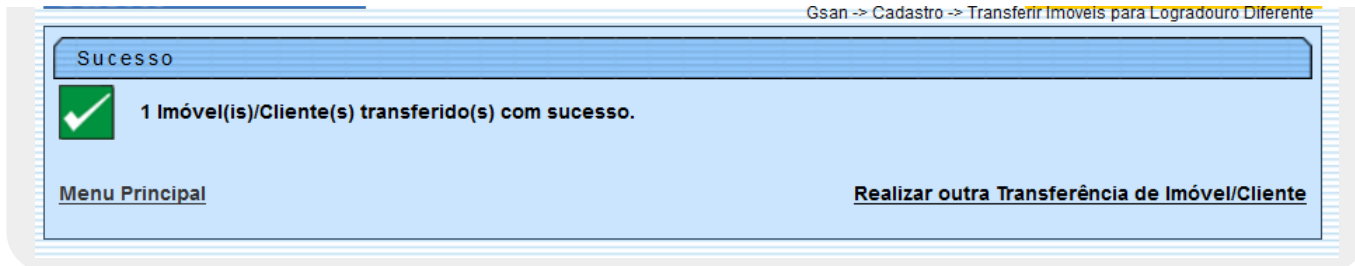 Gsan -> Cadastro -> Transferir Imoveis para Logradouro Diferente
Sucesso
1 Imóvel(is)/Cliente(s) transferido(s) com sucesso.
Menu Principal
Realizar outra Transferência de Imóvel/Cliente